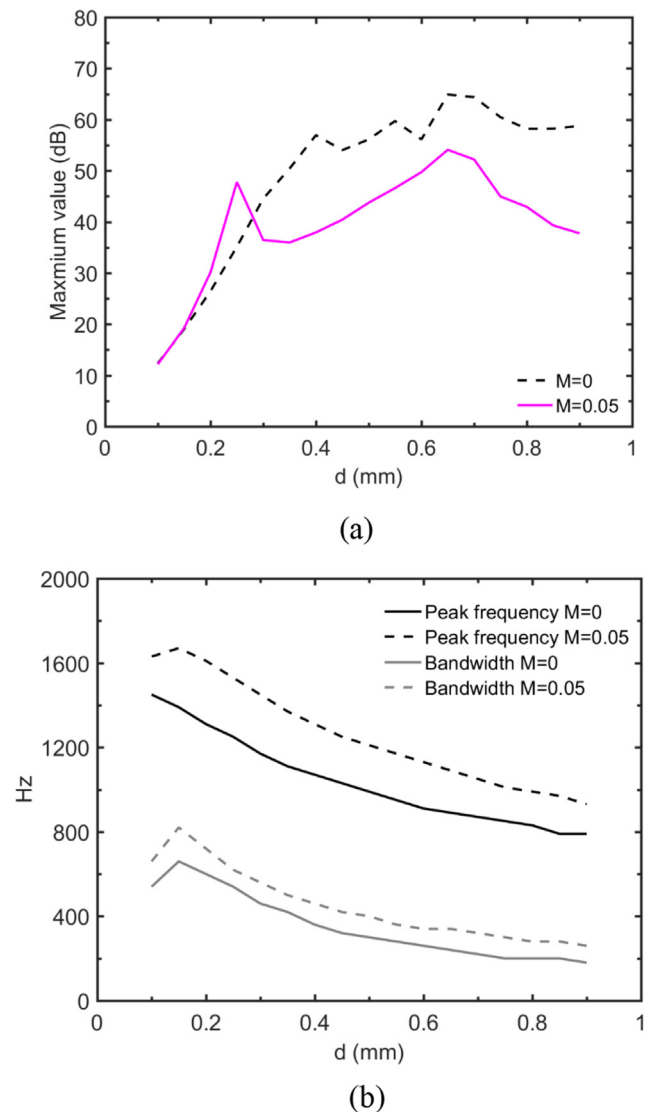 80
70
60
50
40
30
20
10
0
Maxmium value (dB)
M=0
M=0.05
0 0.2 0.4 0.6 0.8 1
d (mm)
(a)
2000
1600
1200
800
400
0
Hz
Peak frequency M=0
Peak frequency M=0.05
Bandwidth M=0
Bandwidth M=0.05
0 0.2 0.4 0.6 0.8 1
d (mm)
(b)